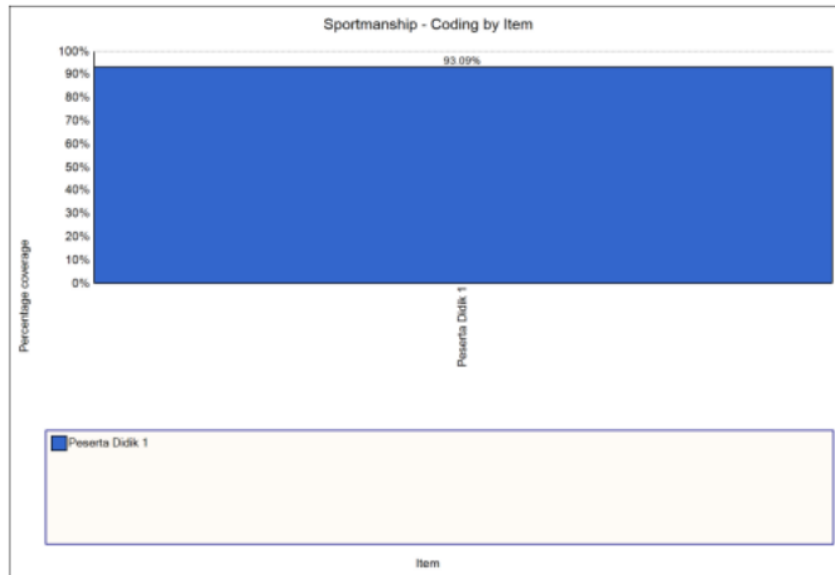 Sportmanship - Coding by Item
100%
93.09%
90%
80%
70%
60%
50%
40%
30%
20%
10%
0%
Percentage coverage
Peserta Didik 1
Peserta Didik 1
Item